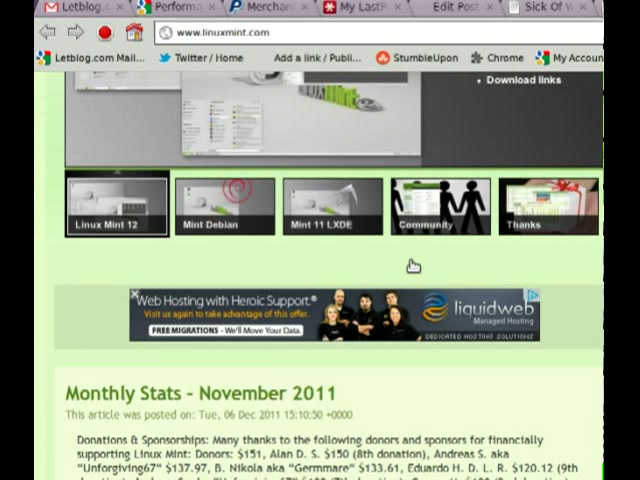 Letblog.c
Performa
Merchan
My Last
Edit Post
Sick Of
www.linuxmint.com
Letblog.com Mail...
Twitter / Home
Add a link / Publi...
StumbleUpon
Chrome
My Accoun
• Download links
Linux Mint 12
Mint Debian
Mint 11 LXDE
Community
Thanks
Web Hosting with Heroic Support.®
Visit us again to take advantage of this offer.
FREE MIGRATIONS - We'll Move Your Data.
liquidweb
Managed Hosting
DEDICATED HOSTING SOLUTIONS
Monthly Stats – November 2011
This article was posted on: Tue, 06 Dec 2011 15:10:50 +0000
Donations & Sponsorships: Many thanks to the following donors and sponsors for financially
supporting Linux Mint: Donors: $151, Alan D. S. $150 (8th donation), Andreas S. aka
"Unforgiving67" $137.97, B. Nikola aka "Germmare" $133.61, Eduardo H. D. L. R. $120.12 (9th